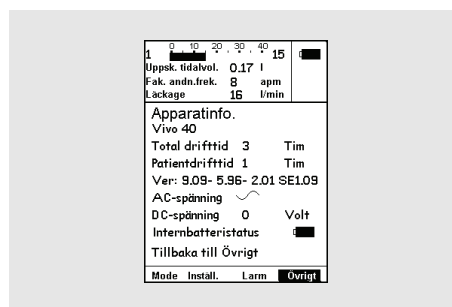 0 10 20 30 40
1 15
Uppsk. tidalvol. 0.17 l
Fak. andn.frek. 8 apm
Läckage 16 l/min
Apparatinfo.
Vivo 40
Total drifttid 3 Tim
Patientdrifttid 1 Tim
Ver: 9.09- 5.96- 2.01 SE1.09
AC-spänning
DC-spänning 0 Volt
Internbatteristatus
Tillbaka till Övrigt
Mode Inställ. Larm Övrigt